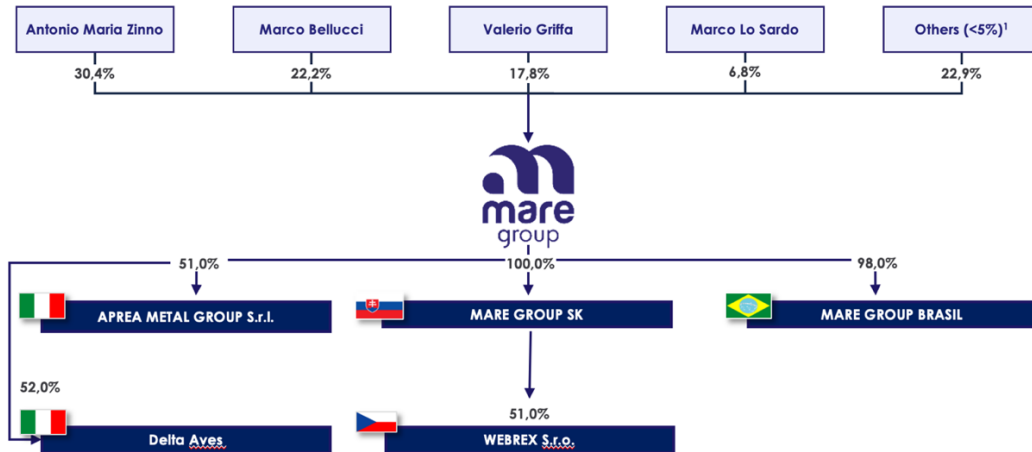 Antonio Maria Zinno
Marco Bellucci
Valerio Griffa
Marco Lo Sardo
Others (<5%)¹
30,4%
22,2%
17,8%
6,8%
22,9%
mare
group
51,0%
100,0%
98,0%
APREA METAL GROUP S.r.l.
MARE GROUP SK
MARE GROUP BRASIL
52,0%
51,0%
Delta Aves
WEBREX S.r.o.